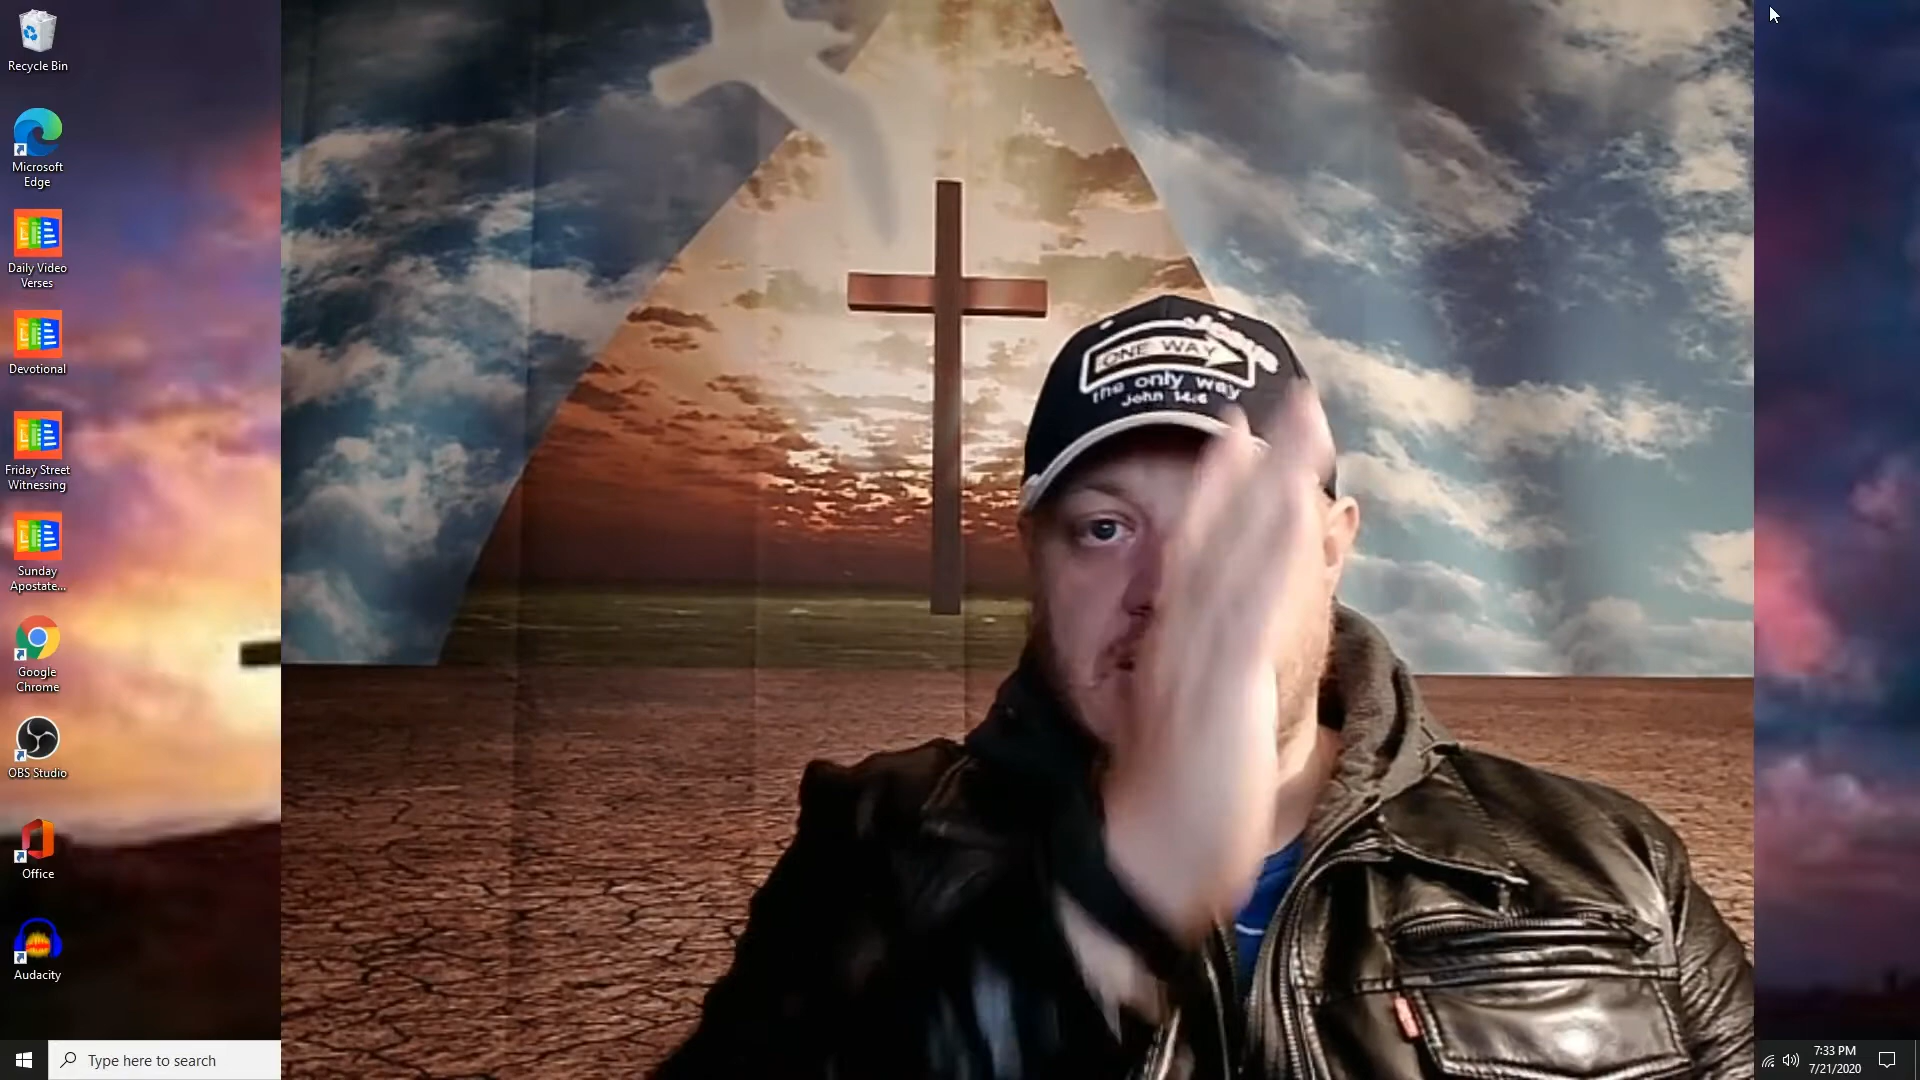 Recycle Bin
Microsoft
Edge
Daily Video
Verses
Devotional
Friday Street
Witnessing
Sunday
Apostate...
Google
Chrome
OBS Studio
Office
Audacity
Type here to search
Jesus
ONE WAY
the only way
John 14:6
7:33 PM
7/21/2020